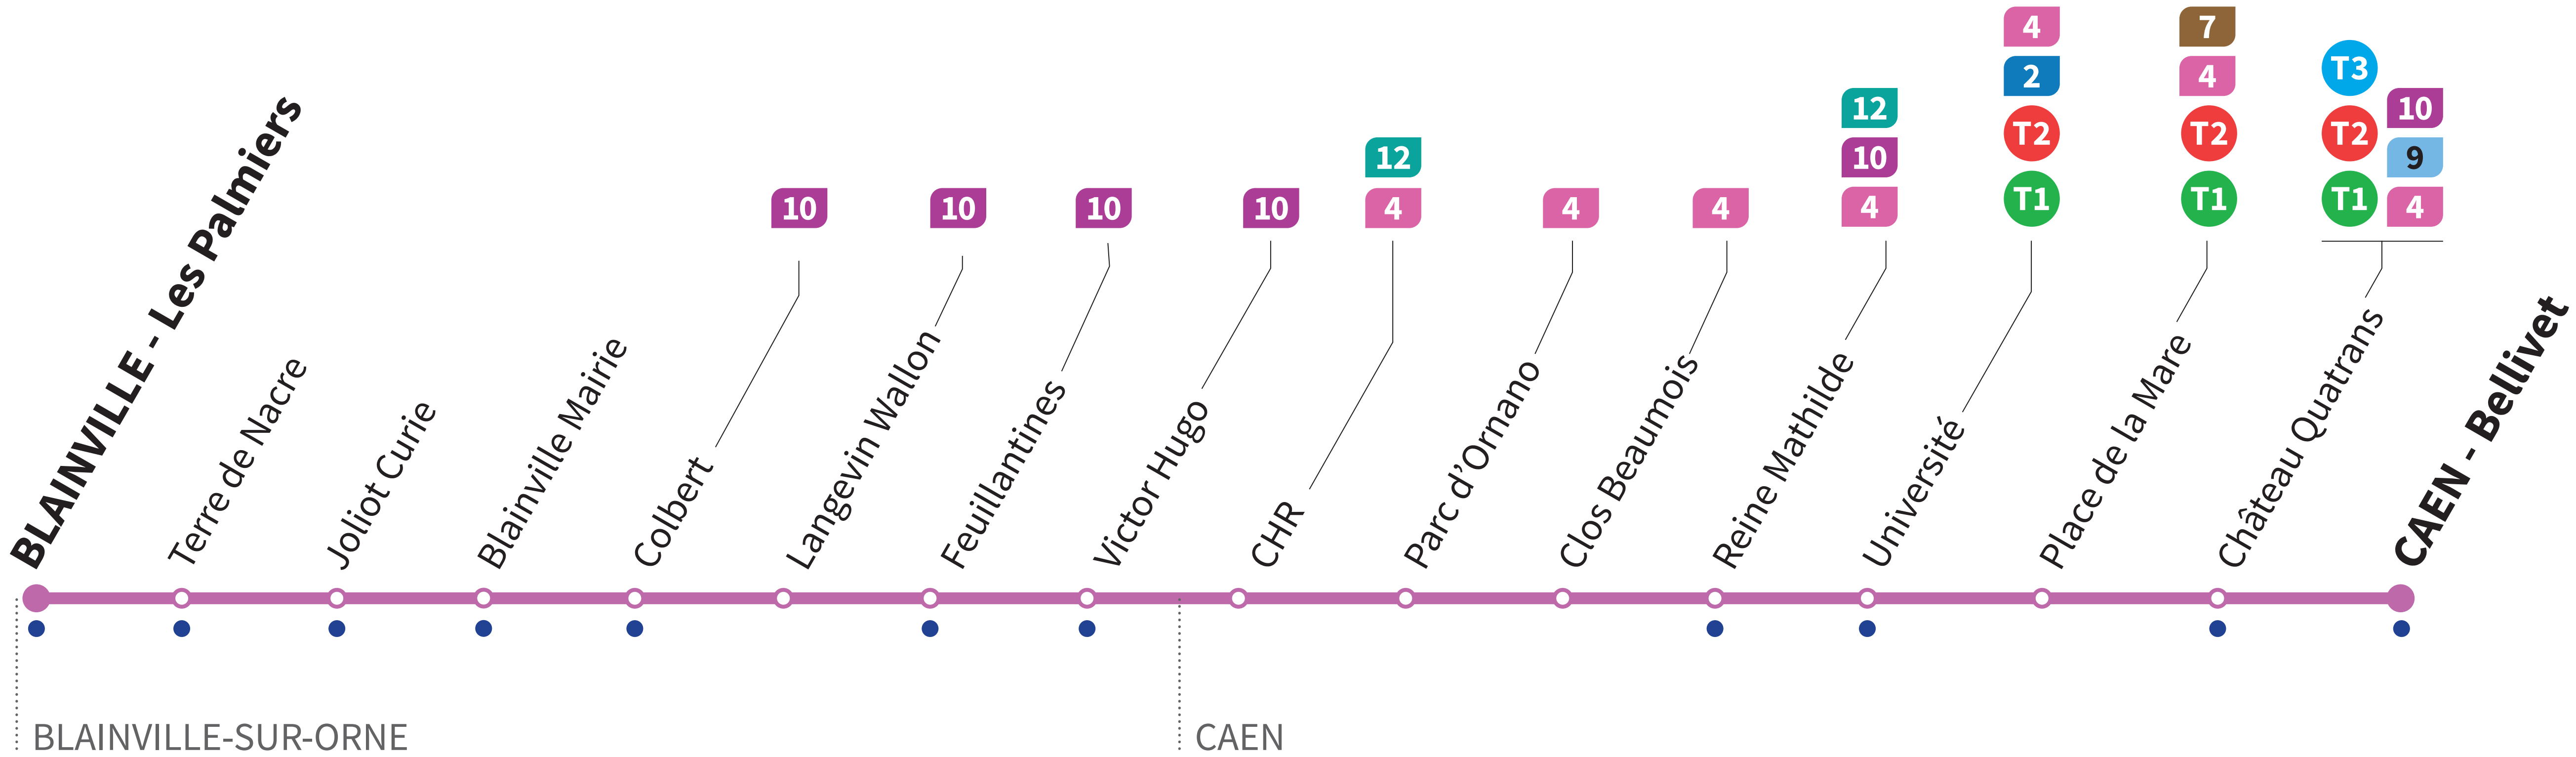 BLAINVILLE - Les Palmiers
Terre de Nacre
Joliot Curie
Blainville Mairie
Colbert
10
Langevin Wallon
10
Feuillantines
10
Victor Hugo
10
CHR
12
4
Parc d'Ornano
4
Clos Beaumois
4
Reine Mathilde
12
10
4
Université
4
2
T2
T1
Place de la Mare
7
4
T2
T1
Château Quatrans
T3
T2
T1
10
9
4
CAEN - Bellivet
BLAINVILLE-SUR-ORNE
CAEN